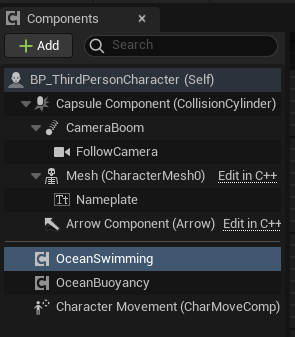 Components
Add
Search
BP_ThirdPersonCharacter (Self)
Capsule Component (CollisionCylinder)
CameraBoom
FollowCamera
Mesh (CharacterMesh0) Edit in C++
Tt Nameplate
Arrow Component (Arrow) Edit in C++
OceanSwimming
OceanBuoyancy
Character Movement (CharMoveComp)